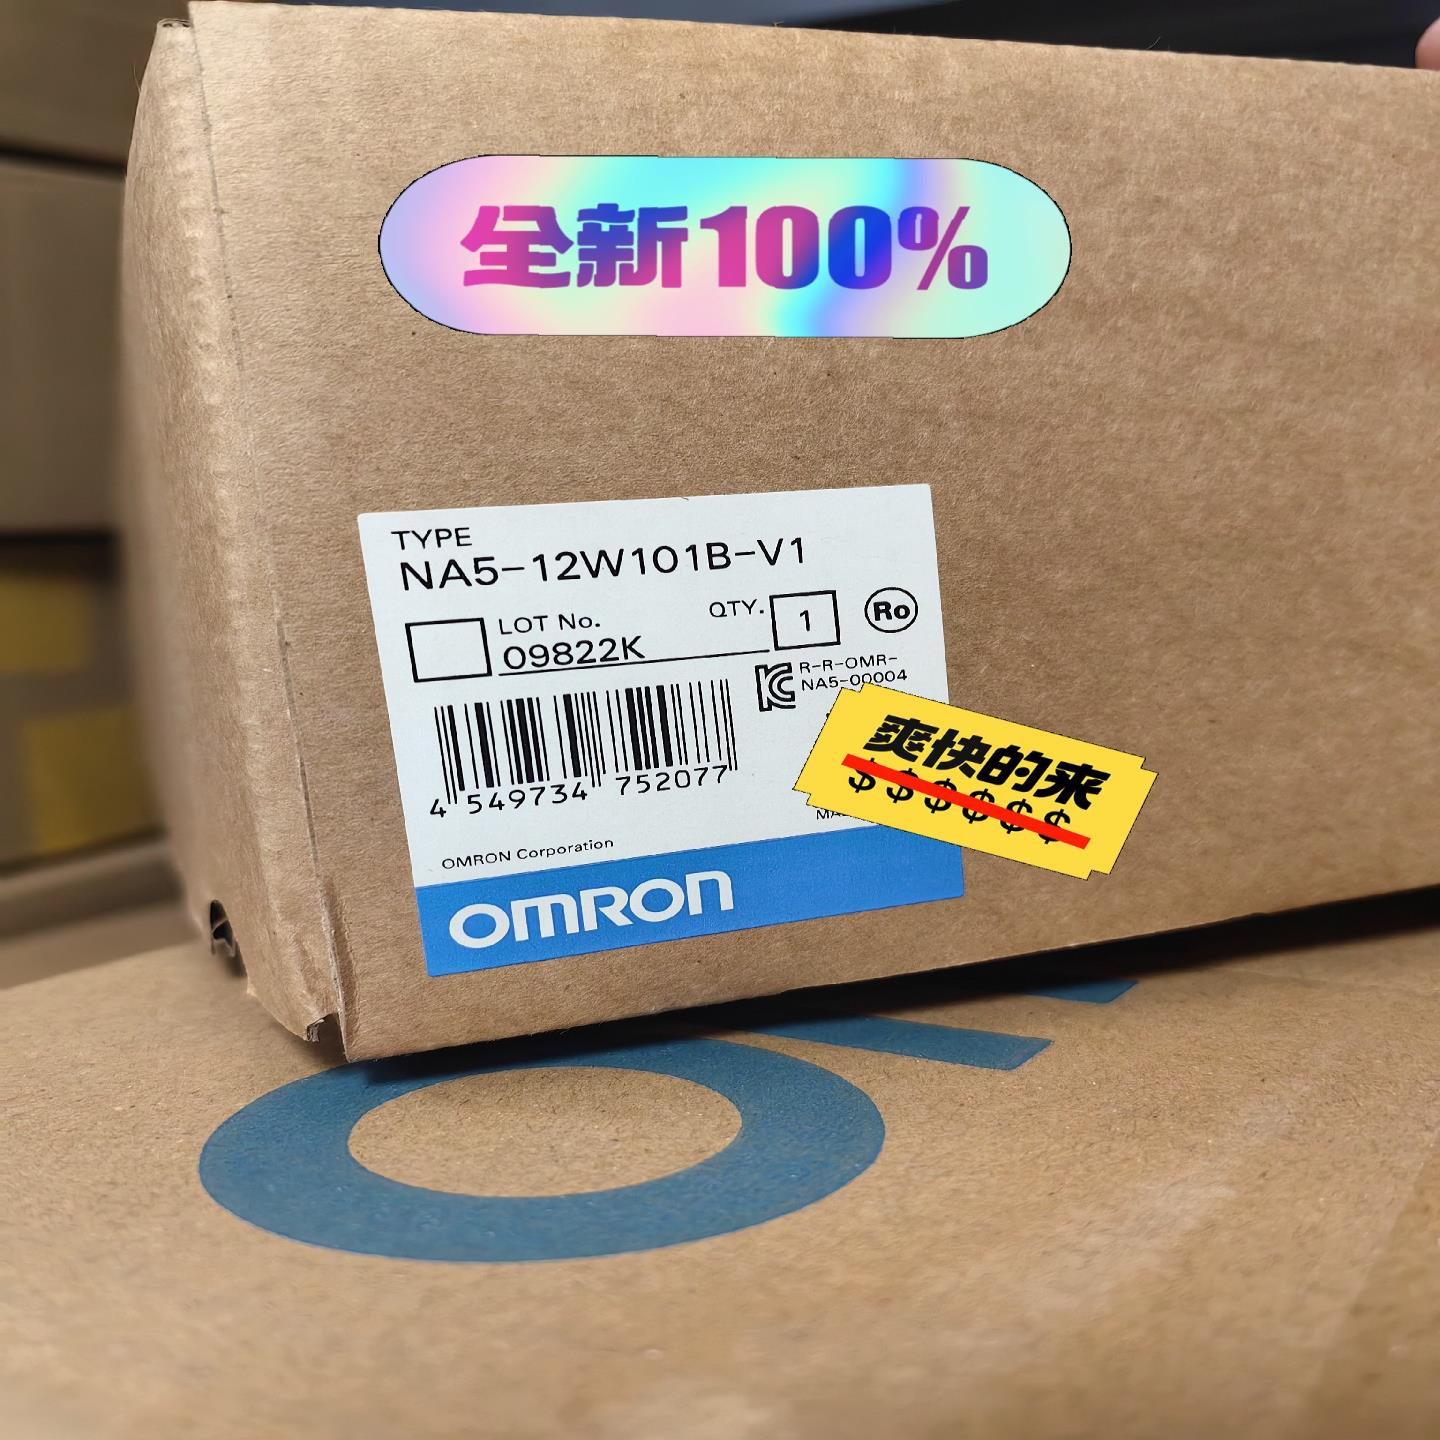 全新100%
TYPE
NA5-12W101B-V1
LOT No.
QTY.
1
Ro
09822K
R-R-OMR-
NA5-00004
4 549734 752077
爽快的来
$$$$$$
MA
OMRON Corporation
OMRON